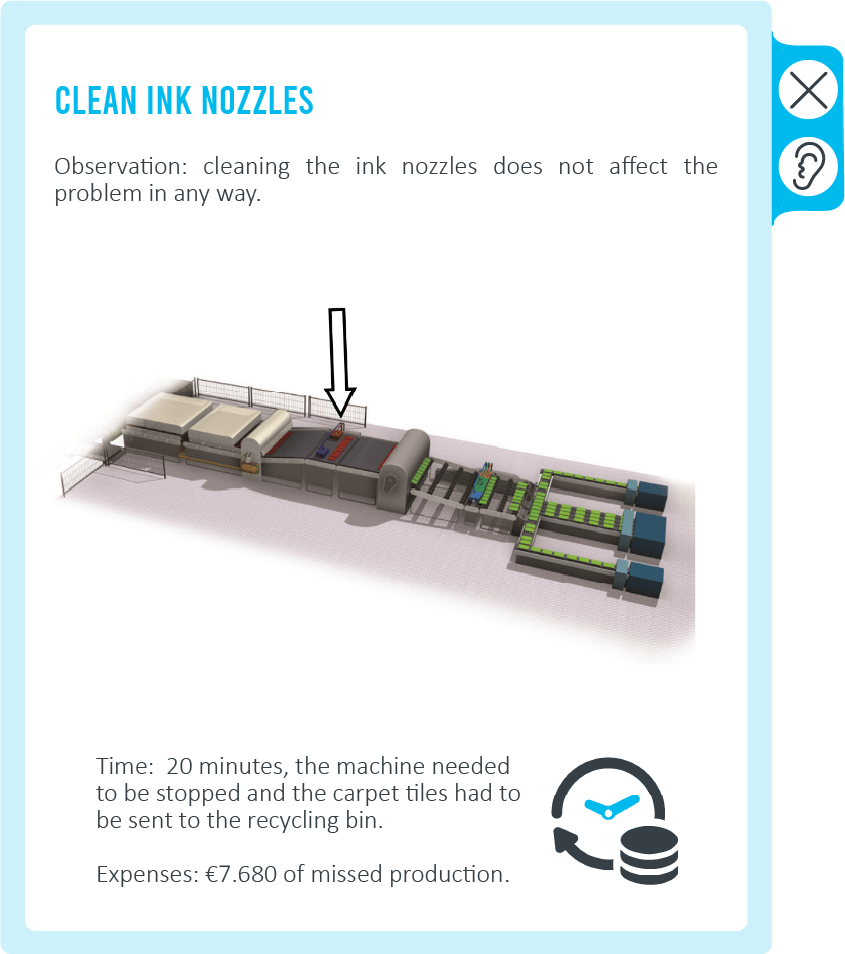 CLEAN INK NOZZLES
Observation: cleaning the ink nozzles does not affect the
problem in any way.
Time:  20 minutes, the machine needed
to be stopped and the carpet tiles had to
be sent to the recycling bin.
Expenses: €7.680 of missed production.